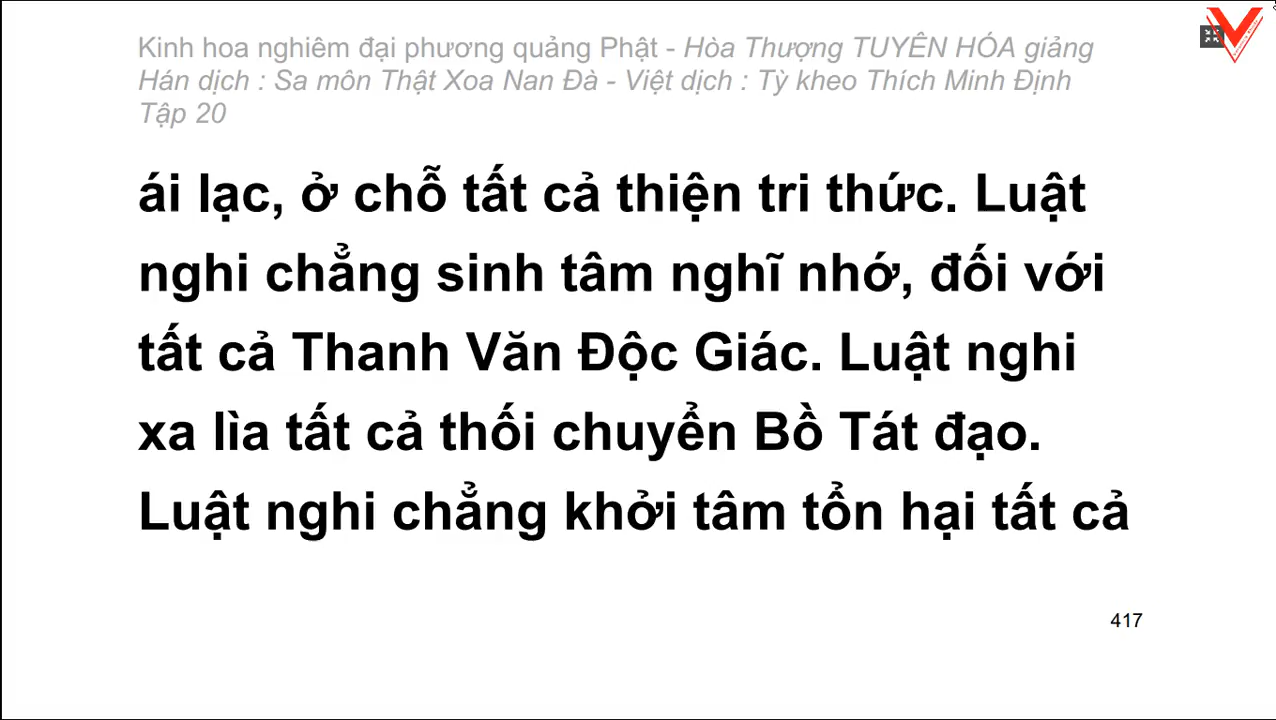 Kinh hoa nghiêm đại phương quảng Phật - Hòa Thượng TUYÊN HÓA giảng
Hán dịch : Sa môn Thật Xoa Nan Đà - Việt dịch : Tỳ kheo Thích Minh Định
Tập 20
ái lạc, ở chỗ tất cả thiện tri thức. Luật
nghi chẳng sinh tâm nghĩ nhớ, đối với
tất cả Thanh Văn Độc Giác. Luật nghi
xa lìa tất cả thối chuyển Bồ Tát đạo.
Luật nghi chẳng khởi tâm tổn hại tất cả
417